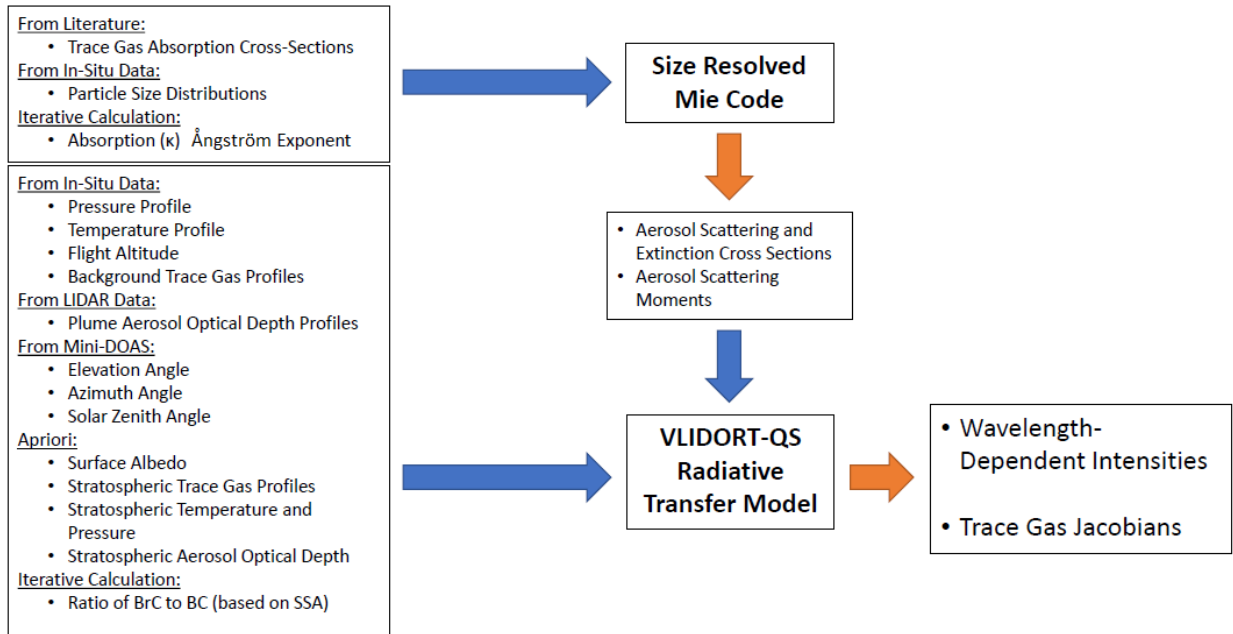 From Literature:
• Trace Gas Absorption Cross-Sections
From In-Situ Data:
• Particle Size Distributions
Iterative Calculation:
• Absorption (κ) Ångström Exponent
From In-Situ Data:
• Pressure Profile
• Temperature Profile
• Flight Altitude
• Background Trace Gas Profiles
From LIDAR Data:
• Plume Aerosol Optical Depth Profiles
From Mini-DOAS:
• Elevation Angle
• Azimuth Angle
• Solar Zenith Angle
Apriori:
• Surface Albedo
• Stratospheric Trace Gas Profiles
• Stratospheric Temperature and
Pressure
• Stratospheric Aerosol Optical Depth
Iterative Calculation:
• Ratio of BrC to BC (based on SSA)
Size Resolved
Mie Code
• Aerosol Scattering and
Extinction Cross Sections
• Aerosol Scattering
Moments
VLIDORT-QS
Radiative
Transfer Model
• Wavelength-
Dependent Intensities
• Trace Gas Jacobians